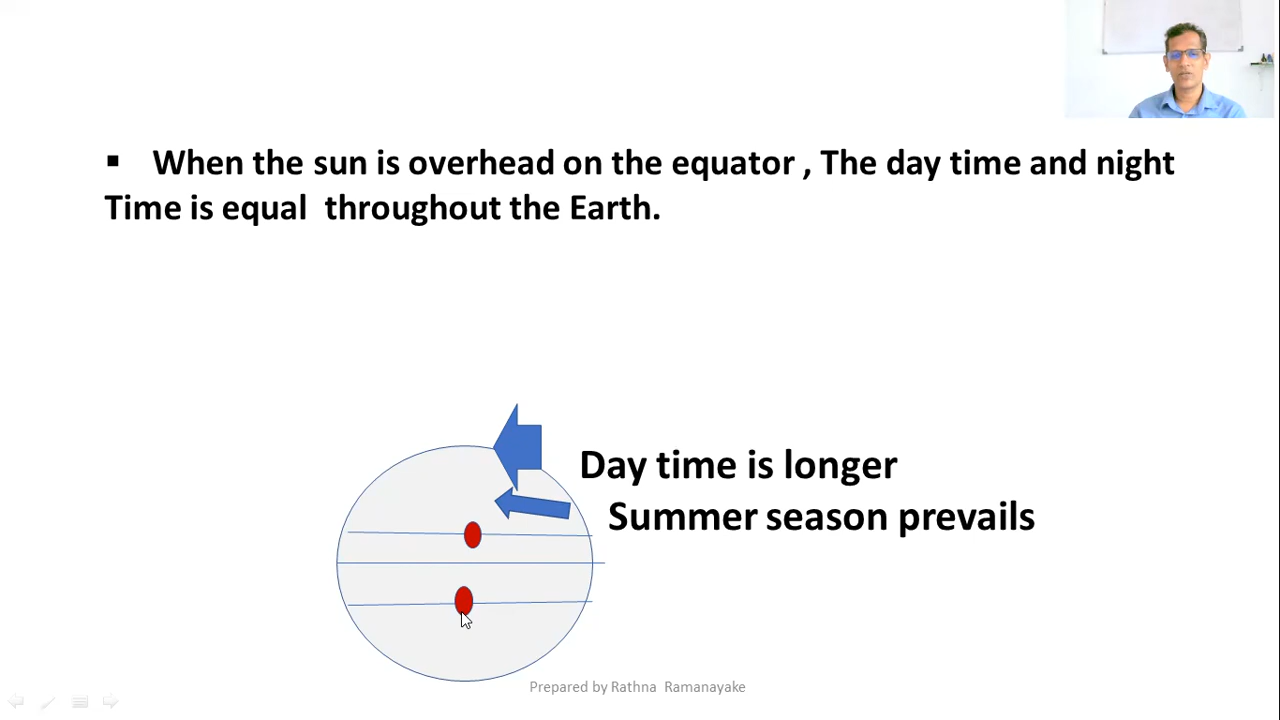 ▪ When the sun is overhead on the equator , The day time and night
Time is equal throughout the Earth.
Day time is longer
Summer season prevails
Prepared by Rathna Ramanayake